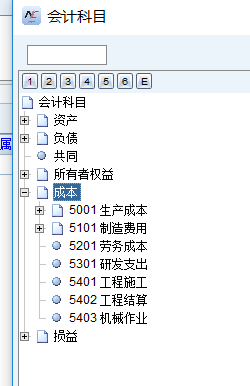 会计科目
1 2 3 4 5 6 E
会计科目
资产
负债
共同
属
所有者权益
成本
5001 生产成本
5101 制造费用
5201 劳务成本
5301 研发支出
5401 工程施工
5402 工程结算
5403 机械作业
损益